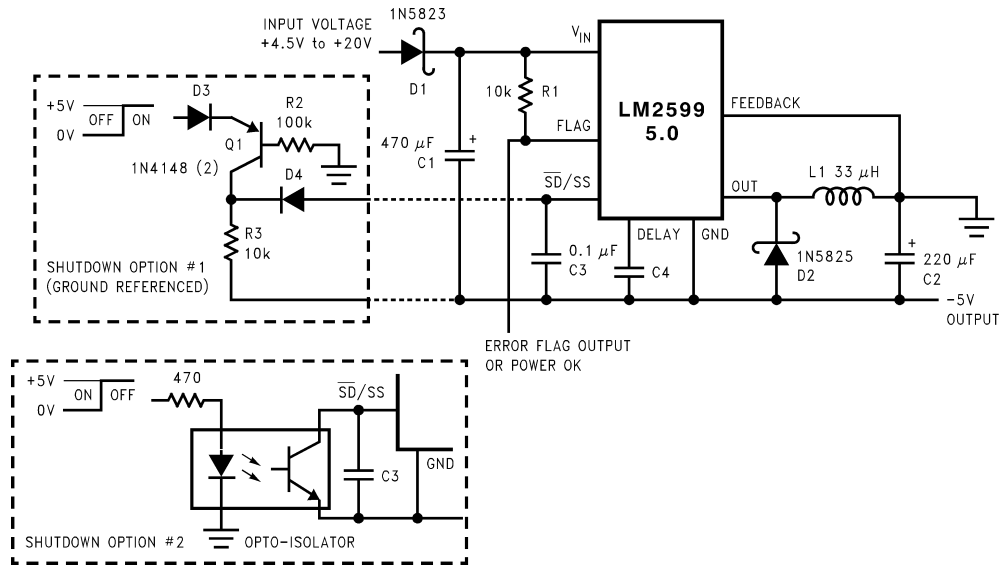 1N5823
INPUT VOLTAGE
+4.5V to +20V
D1
VIN
10k R1
FLAG
470 μF
C1
+
LM2599
5.0
FEEDBACK
OUT
L1 33 μH
SD/SS
DELAY
GND
0.1 μF
C3
C4
1N5825
D2
+
220 μF
C2
-5V
OUTPUT
ERROR FLAG OUTPUT
OR POWER OK
+5V
OFF
ON
0V
D3
R2
100k
Q1
1N4148 (2)
D4
R3
10k
SHUTDOWN OPTION #1
(GROUND REFERENCED)
+5V
ON
OFF
0V
470
SD/SS
GND
C3
SHUTDOWN OPTION #2
OPTO-ISOLATOR